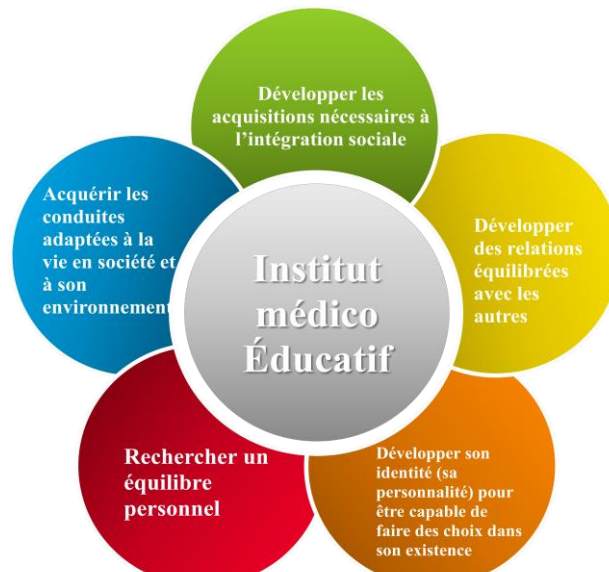 Développer les
acquisitions nécessaires à
l'intégration sociale
Acquérir les
conduites
adaptées à la
vie en société et
à son
environnement
Développer
des relations
équilibrées
avec les
autres
Institut
médico
Éducatif
Rechercher un
équilibre
personnel
Développer son
identité (sa
personnalité) pour
être capable de
faire des choix dans
son existence